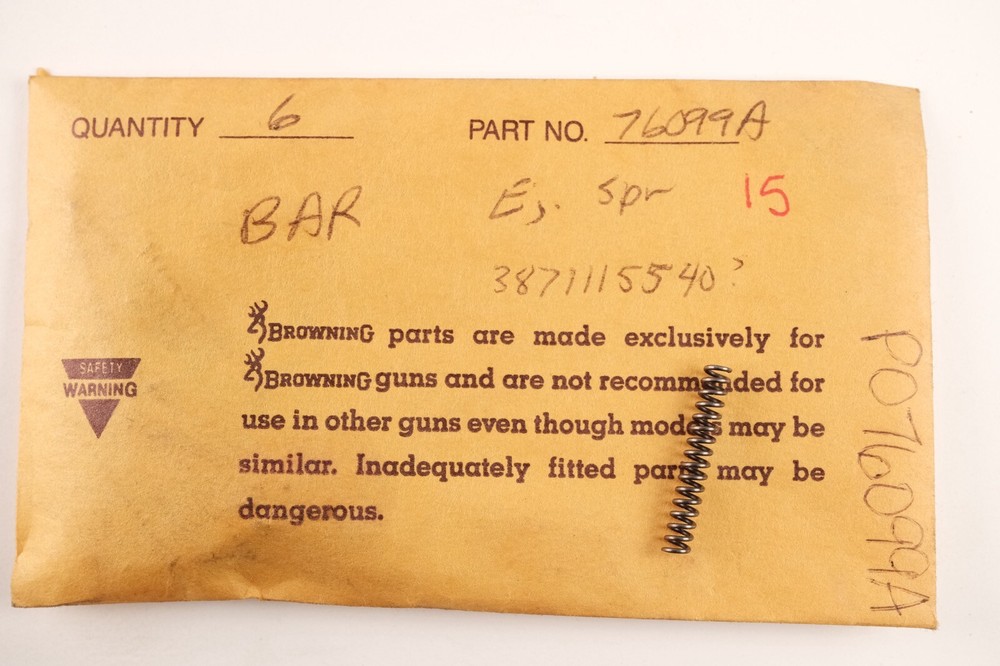 QUANTITY 6 PART NO. 76099A
BAR Ej. Spr 15
3871115540?
BROWNING parts are made exclusively for
BROWNING guns and are not recommended for
use in other guns even though models may be
similar. Inadequately fitted parts may be
dangerous.
SAFETY
WARNING
P076099A